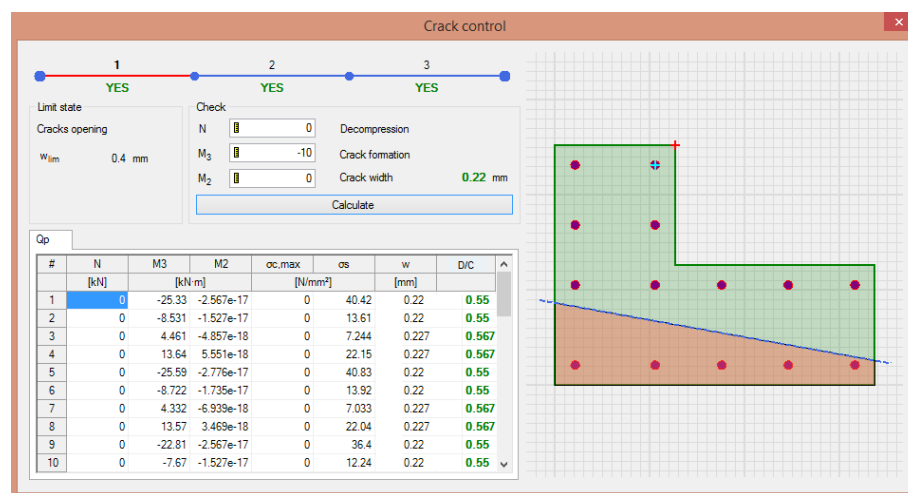 Crack control
1 2 3
YES YES YES
Limit state
Cracks opening
wlim 0.4 mm
Check
N 0 Decompression
M3 -10 Crack formation
M2 0 Crack width 0.22 mm
Calculate
Qp
# N M3 M2 σc,max σs w D/C
[kN] [kN·m] [N/mm²] [mm]
1 0 -25.33 -2.567e-17 0 40.42 0.22 0.55
2 0 -8.531 -1.527e-17 0 13.61 0.22 0.55
3 0 4.461 -4.857e-18 0 7.244 0.227 0.567
4 0 13.64 5.551e-18 0 22.15 0.227 0.567
5 0 -25.59 -2.776e-17 0 40.83 0.22 0.55
6 0 -8.722 -1.735e-17 0 13.92 0.22 0.55
7 0 4.332 -6.939e-18 0 7.033 0.227 0.567
8 0 13.57 3.469e-18 0 22.04 0.227 0.567
9 0 -22.81 -2.567e-17 0 36.4 0.22 0.55
10 0 -7.67 -1.527e-17 0 12.24 0.22 0.55